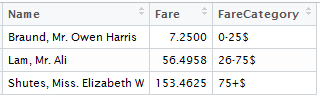 Name Fare FareCategory
Braund, Mr. Owen Harris 7.2500 0-25$
Lam, Mr. Ali 56.4958 26-75$
Shutes, Miss. Elizabeth W 153.4625 75+$